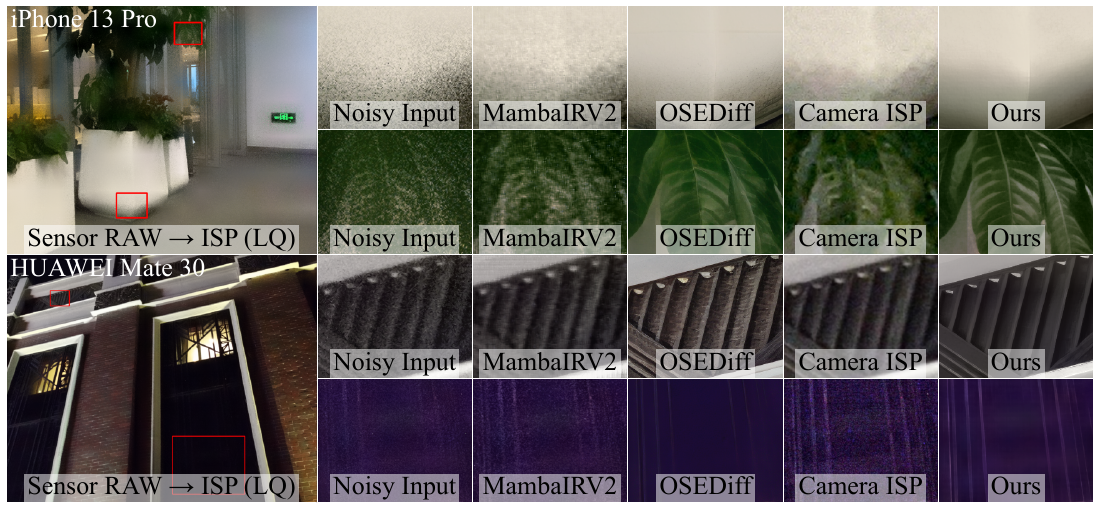 iPhone 13 Pro
Sensor RAW → ISP (LQ)
Noisy Input
MambaIRV2
OSEDiff
Camera ISP
Ours
Noisy Input
MambaIRV2
OSEDiff
Camera ISP
Ours
HUAWEI Mate 30
Sensor RAW → ISP (LQ)
Noisy Input
MambaIRV2
OSEDiff
Camera ISP
Ours
Noisy Input
MambaIRV2
OSEDiff
Camera ISP
Ours